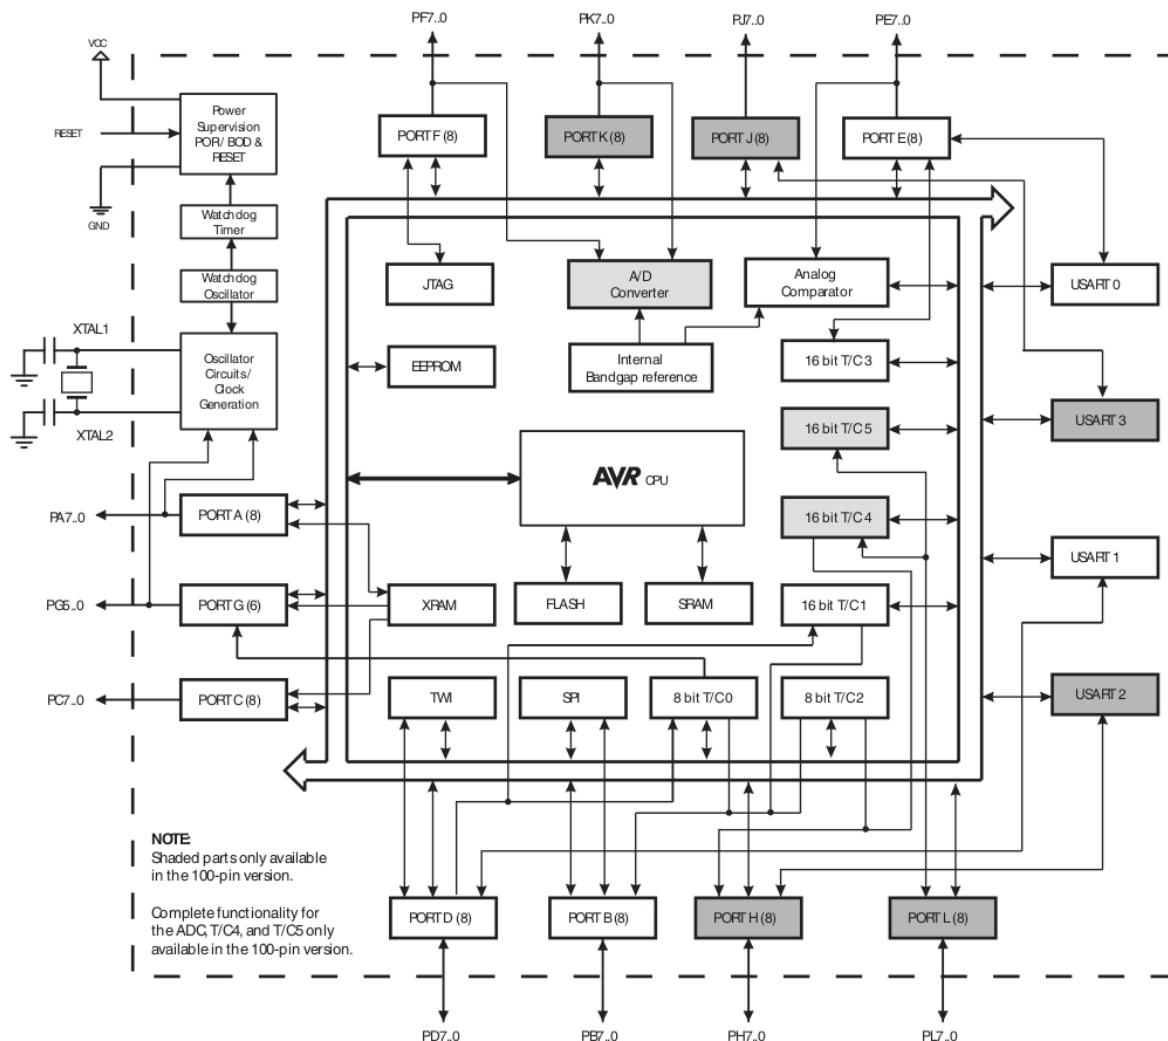 PF7..0
PK7..0
PJ7..0
PE7..0
VCC
RESET
GND
Power
Supervision
POR/ BOD &
RESET
Watchdog
Timer
Watchdog
Oscillator
XTAL1
XTAL2
Oscillator
Circuits/
Clock
Generation
PORT F (8)
PORT K (8)
PORT J (8)
PORT E (8)
JTAG
A/D
Converter
Analog
Comparator
USART 0
EEPROM
Internal
Bandgap reference
16 bit T/C 3
16 bit T/C 5
USART 3
AVR CPU
PA7..0
PORT A (8)
16 bit T/C 4
USART 1
PG5..0
PORT G (6)
XRAM
FLASH
SRAM
16 bit T/C 1
PC7..0
PORT C (8)
TWI
SPI
8 bit T/C 0
8 bit T/C 2
USART 2
NOTE:
Shaded parts only available
in the 100-pin version.
Complete functionality for
the ADC, T/C4, and T/C5 only
available in the 100-pin version.
PORT D (8)
PORT B (8)
PORT H (8)
PORT L (8)
PD7..0
PB7..0
PH7..0
PL7..0